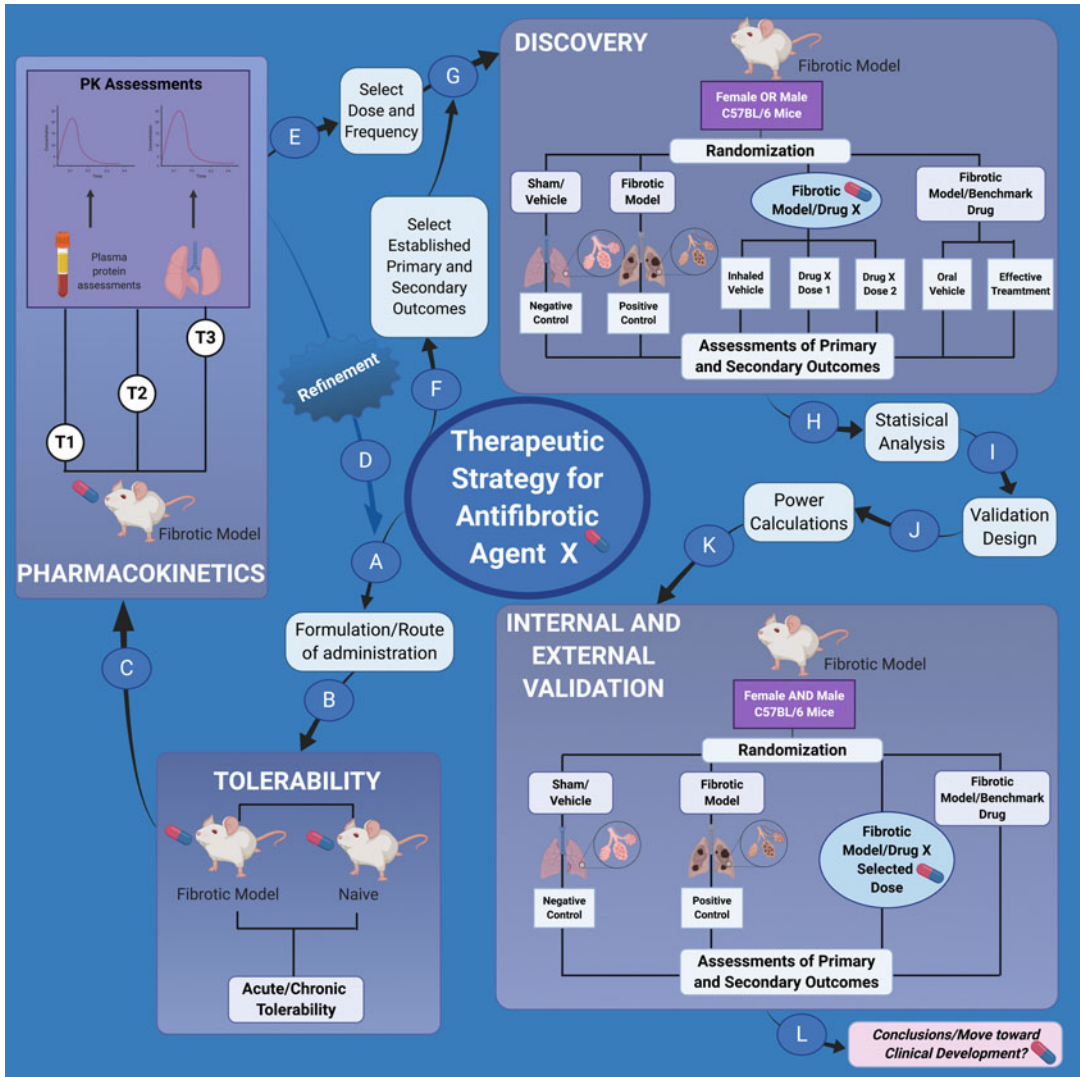 PK Assessments
Concentration
Time
Concentration
Time
Plasma
protein
assessments
T1
T2
T3
Fibrotic Model
PHARMACOKINETICS
E
Select
Dose and
Frequency
G
Select
Established
Primary and
Secondary
Outcomes
F
Refinement
D
Therapeutic
Strategy for
Antifibrotic
Agent X
A
Formulation/Route
of administration
B
C
TOLERABILITY
Fibrotic Model
Naive
Acute/Chronic
Tolerability
DISCOVERY
Fibrotic Model
Female OR Male
C57BL/6 Mice
Randomization
Sham/
Vehicle
Fibrotic
Model
Fibrotic
Model/Drug X
Fibrotic
Model/Benchmark
Drug
Negative
Control
Positive
Control
Inhaled
Vehicle
Drug X
Dose 1
Drug X
Dose 2
Oral
Vehicle
Effective
Treamtment
Assessments of Primary
and Secondary Outcomes
H
Statisical
Analysis
I
Validation
Design
J
Power
Calculations
K
INTERNAL AND
EXTERNAL
VALIDATION
Fibrotic Model
Female AND Male
C57BL/6 Mice
Randomization
Sham/
Vehicle
Fibrotic
Model
Fibrotic
Model/Drug X
Selected
Dose
Fibrotic
Model/Benchmark
Drug
Negative
Control
Positive
Control
Assessments of Primary
and Secondary Outcomes
L
Conclusions/Move toward
Clinical Development?